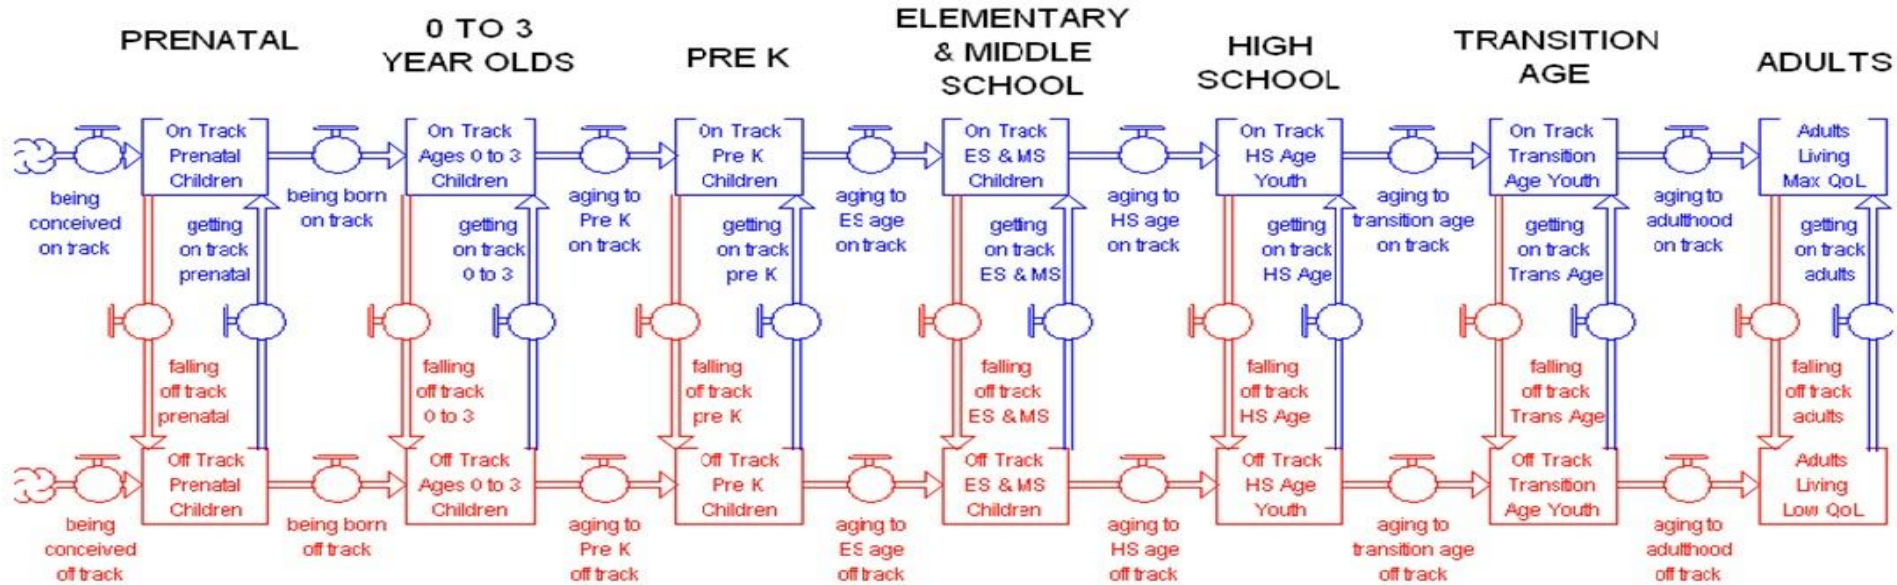 PRENATAL
0 TO 3
YEAR OLDS
PRE K
ELEMENTARY
& MIDDLE
SCHOOL
HIGH
SCHOOL
TRANSITION
AGE
ADULTS
On Track
Prenatal
Children
On Track
Ages 0 to 3
Children
On Track
Pre K
Children
On Track
ES & MS
Children
On Track
HS Age
Youth
On Track
Transition
Age Youth
Adults
Living
Max QoL
being
conceived
on track
being born
on track
aging to
Pre K
on track
aging to
ES age
on track
aging to
HS age
on track
aging to
transition age
on track
aging to
adulthood
on track
getting
on track
prenatal
getting
on track
0 to 3
getting
on track
pre K
getting
on track
ES & MS
getting
on track
HS Age
getting
on track
Trans Age
getting
on track
adults
falling
off track
prenatal
falling
off track
0 to 3
falling
off track
pre K
falling
off track
ES & MS
falling
off track
HS Age
falling
off track
Trans Age
falling
off track
adults
Off Track
Prenatal
Children
Off Track
Ages 0 to 3
Children
Off Track
Pre K
Children
Off Track
ES & MS
Children
Off Track
HS Age
Youth
Off Track
Transition
Age Youth
Adults
Living
Low QoL
being
conceived
off track
being born
off track
aging to
Pre K
off track
aging to
ES age
off track
aging to
HS age
off track
aging to
transition age
off track
aging to
adulthood
off track